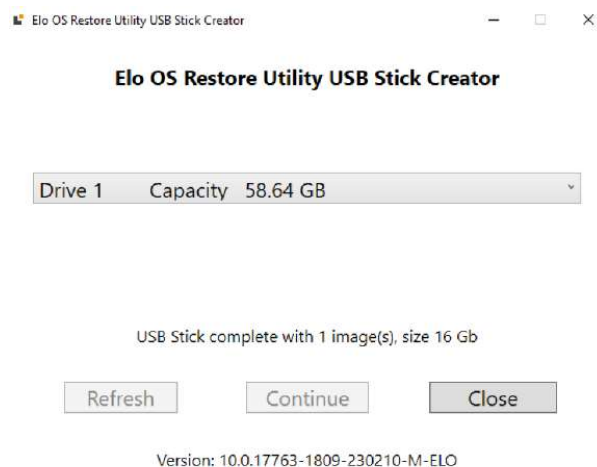 Elo OS Restore Utility USB Stick Creator
Elo OS Restore Utility USB Stick Creator
Drive 1 Capacity 58.64 GB
USB Stick complete with 1 image(s), size 16 Gb
Refresh Continue Close
Version: 10.0.17763-1809-230210-M-ELO